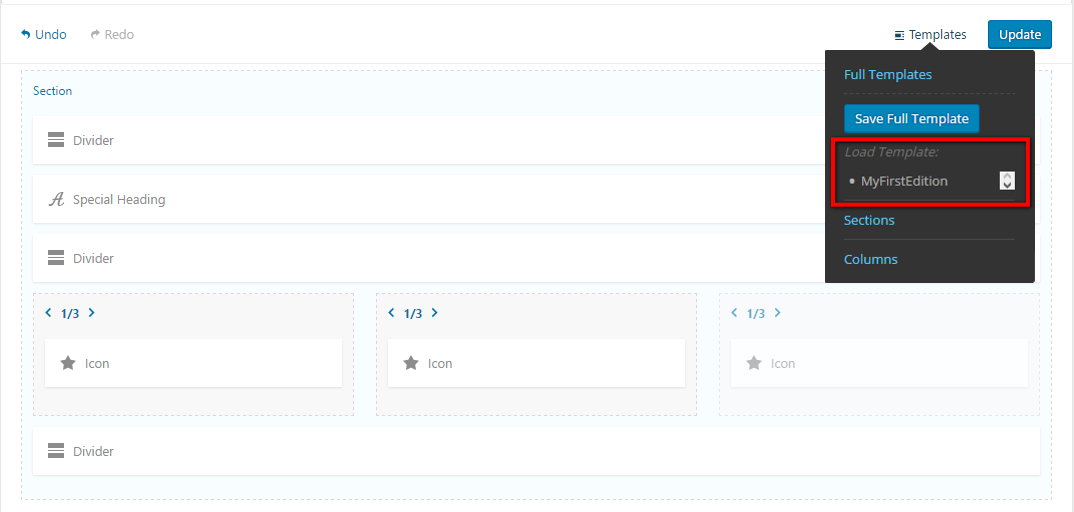 Undo Redo Templates Update
Full Templates
Section
Save Full Template
Divider
Load Template:
• MyFirstEdition
Special Heading
Sections
Divider
Columns
1/3 1/3 1/3
Icon Icon Icon
Divider